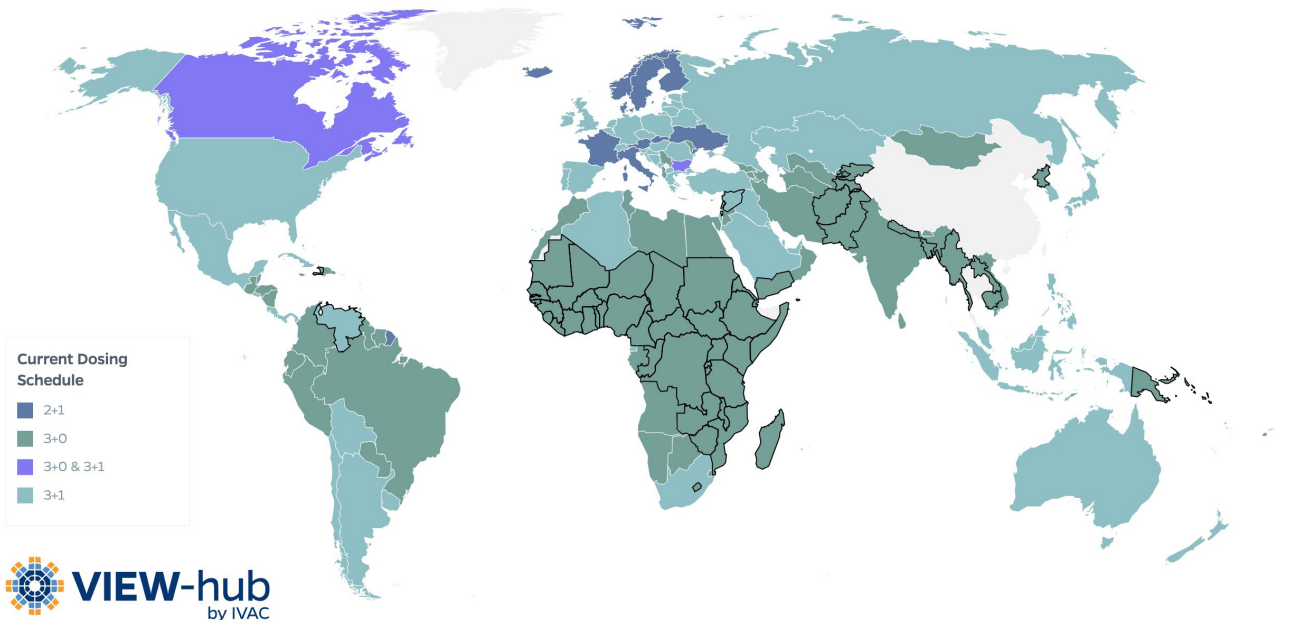 Current Dosing
Schedule
2+1
3+0
3+0 & 3+1
3+1
VIEW-hub
by IVAC